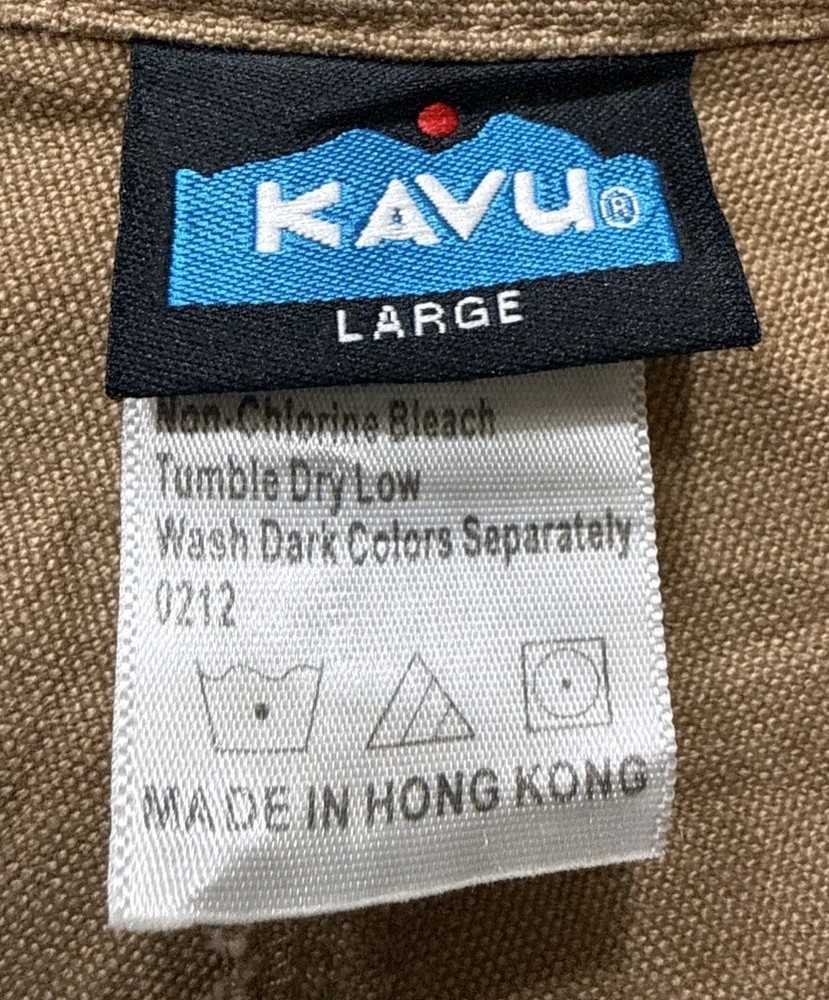 KAVU®
LARGE
Non-Chlorine Bleach
Tumble Dry Low
Wash Dark Colors Separately
0212
MADE IN HONG KONG